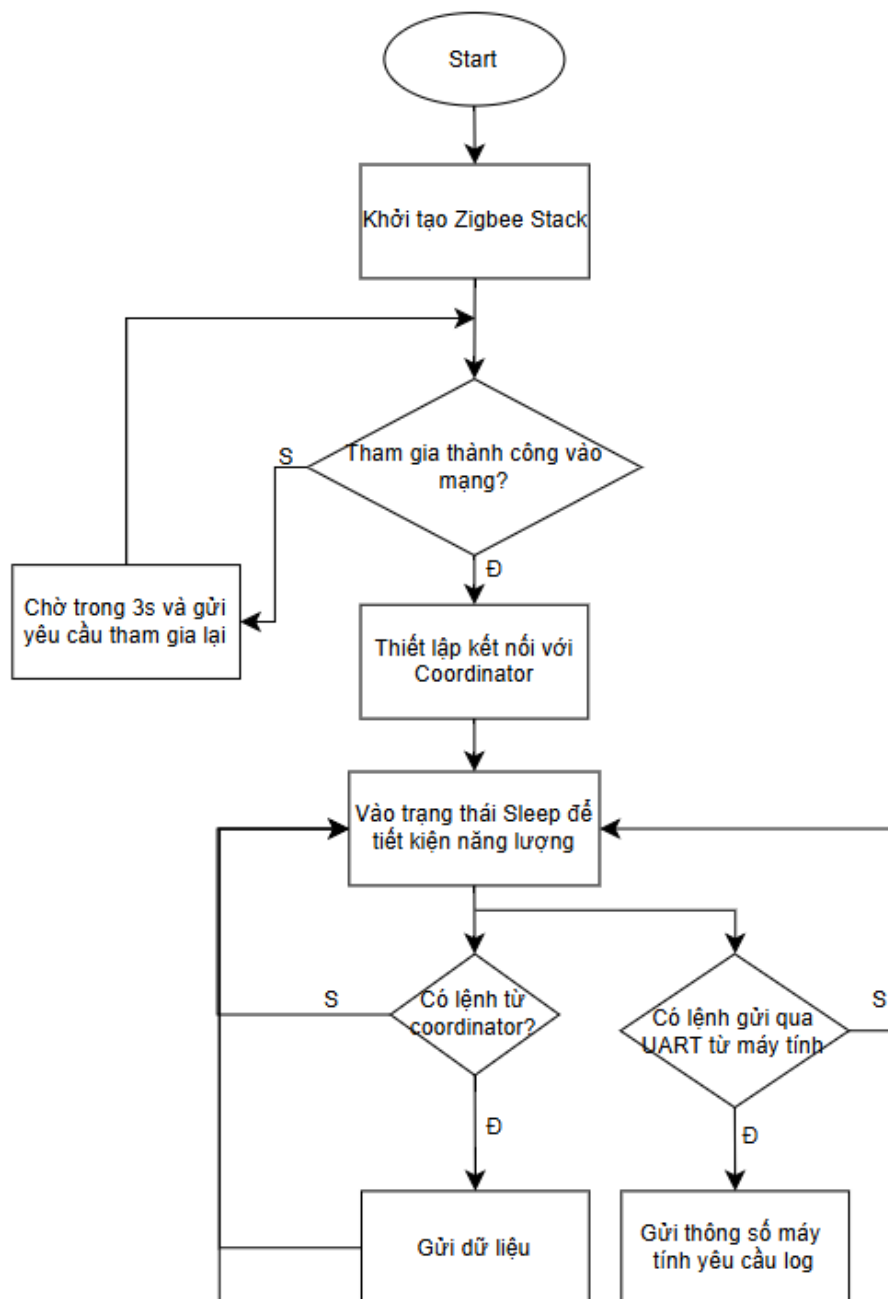 Start
Khởi tạo Zigbee Stack
Tham gia thành công vào
mạng?
S
Đ
Chờ trong 3s và gửi
yêu cầu tham gia lại
Thiết lập kết nối với
Coordinator
Vào trạng thái Sleep để
tiết kiện năng lượng
S
Có lệnh từ
coordinator?
Có lệnh gửi qua
UART từ máy tính
S
Đ
Đ
Gửi dữ liệu
Gửi thông số máy
tính yêu cầu log